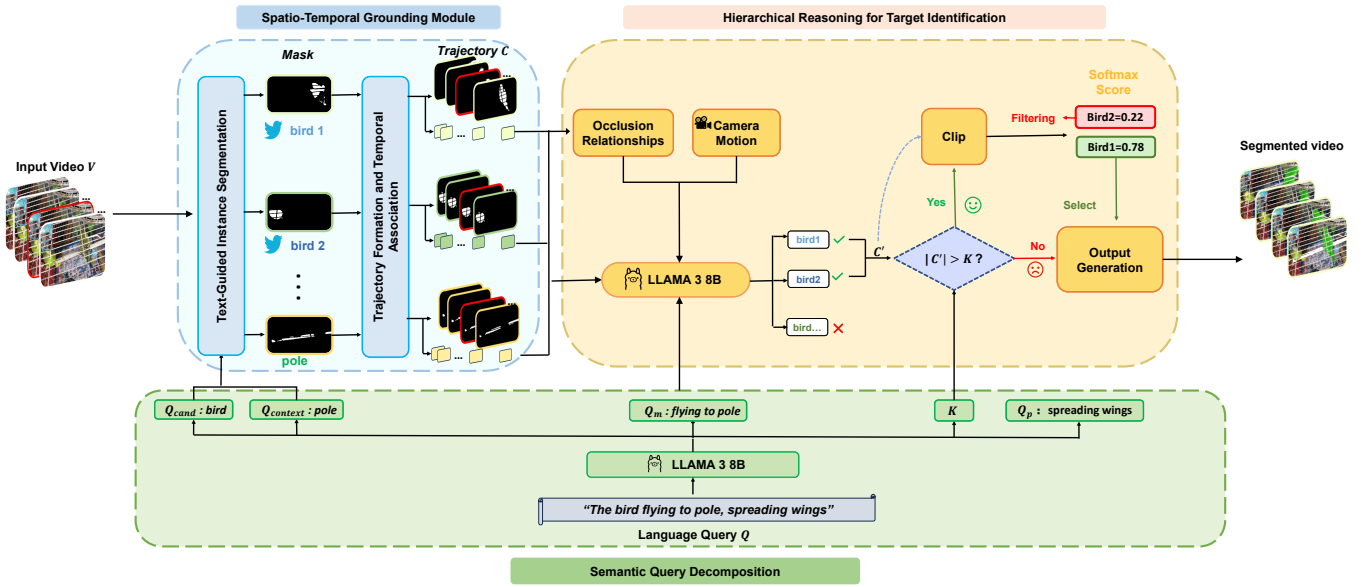 Spatio-Temporal Grounding Module
Hierarchical Reasoning for Target Identification
Input Video V
...
Text-Guided Instance Segmentation
Mask
bird 1
bird 2
pole
Trajectory Formation and Temporal
Association
Trajectory C
...
...
...
...
...
...
Occlusion
Relationships
Camera
Motion
LLAMA 3 8B
bird1
bird2
bird...
C′
Clip
Yes
|C′| > K ?
No
Softmax
Score
Filtering
Bird2=0.22
Bird1=0.78
Select
Output
Generation
Segmented video
Q_cand : bird
Q_context : pole
Q_m : flying to pole
K
Q_p : spreading wings
LLAMA 3 8B
“The bird flying to pole, spreading wings”
Language Query Q
Semantic Query Decomposition